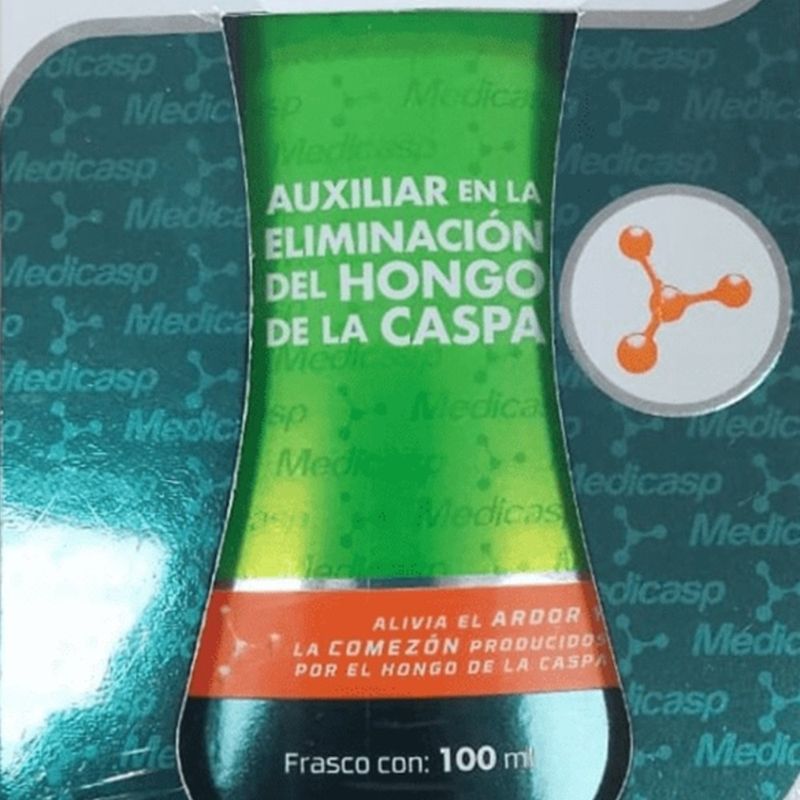 Medicasp
AUXILIAR EN LA
ELIMINACIÓN
DEL HONGO
DE LA CASPA
ALIVIA EL ARDOR Y
LA COMEZÓN PRODUCIDOS
POR EL HONGO DE LA CASPA
Frasco con: 100 ml